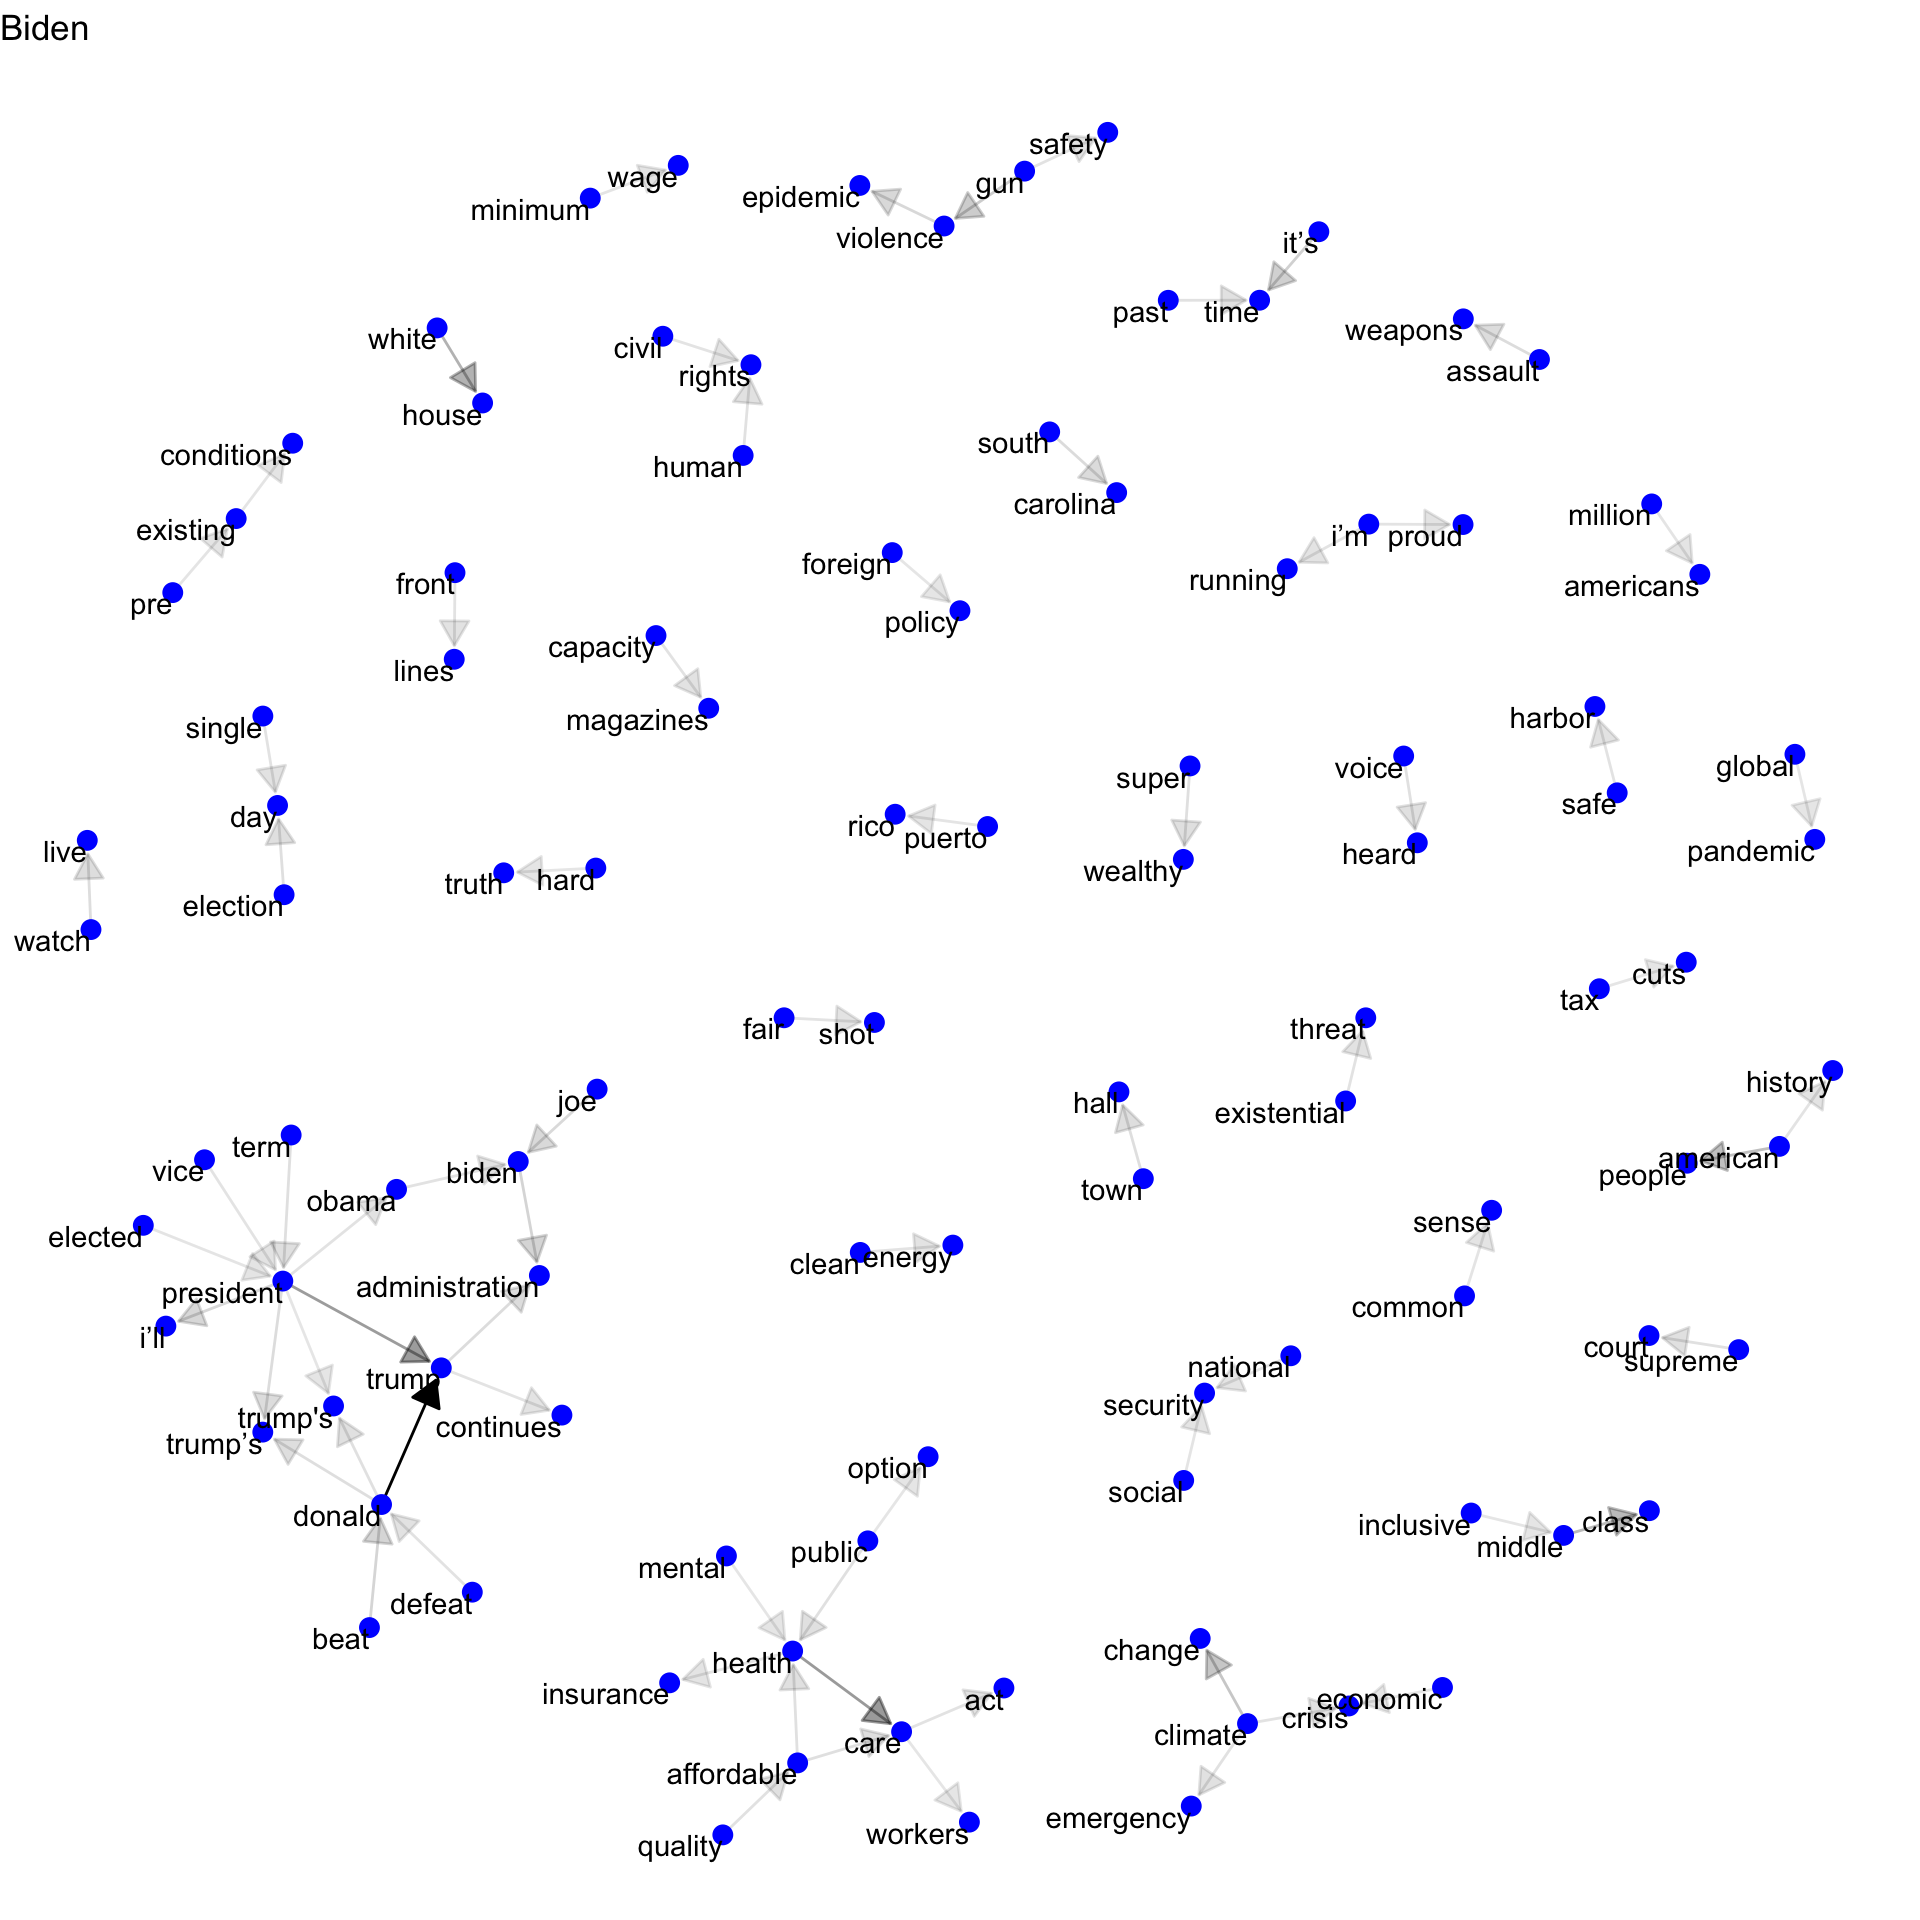 Biden
safety
wage
gun
epidemic
minimum
violence
it’s
past
time
weapons
white
civil
assault
rights
house
south
conditions
human
carolina
million
existing
i’m
proud
foreign
running
americans
front
pre
policy
capacity
lines
harbor
magazines
single
global
voice
super
safe
day
rico
puerto
live
heard
pandemic
wealthy
truth
hard
election
watch
cuts
tax
threat
fair
shot
history
joe
hall
existential
term
american
vice
biden
people
town
obama
sense
elected
clean
energy
administration
president
common
i’ll
court
supreme
national
trump
security
trump's
continues
trump’s
option
social
donald
class
inclusive
middle
public
mental
defeat
beat
change
health
insurance
act
economic
crisis
climate
care
affordable
emergency
workers
quality